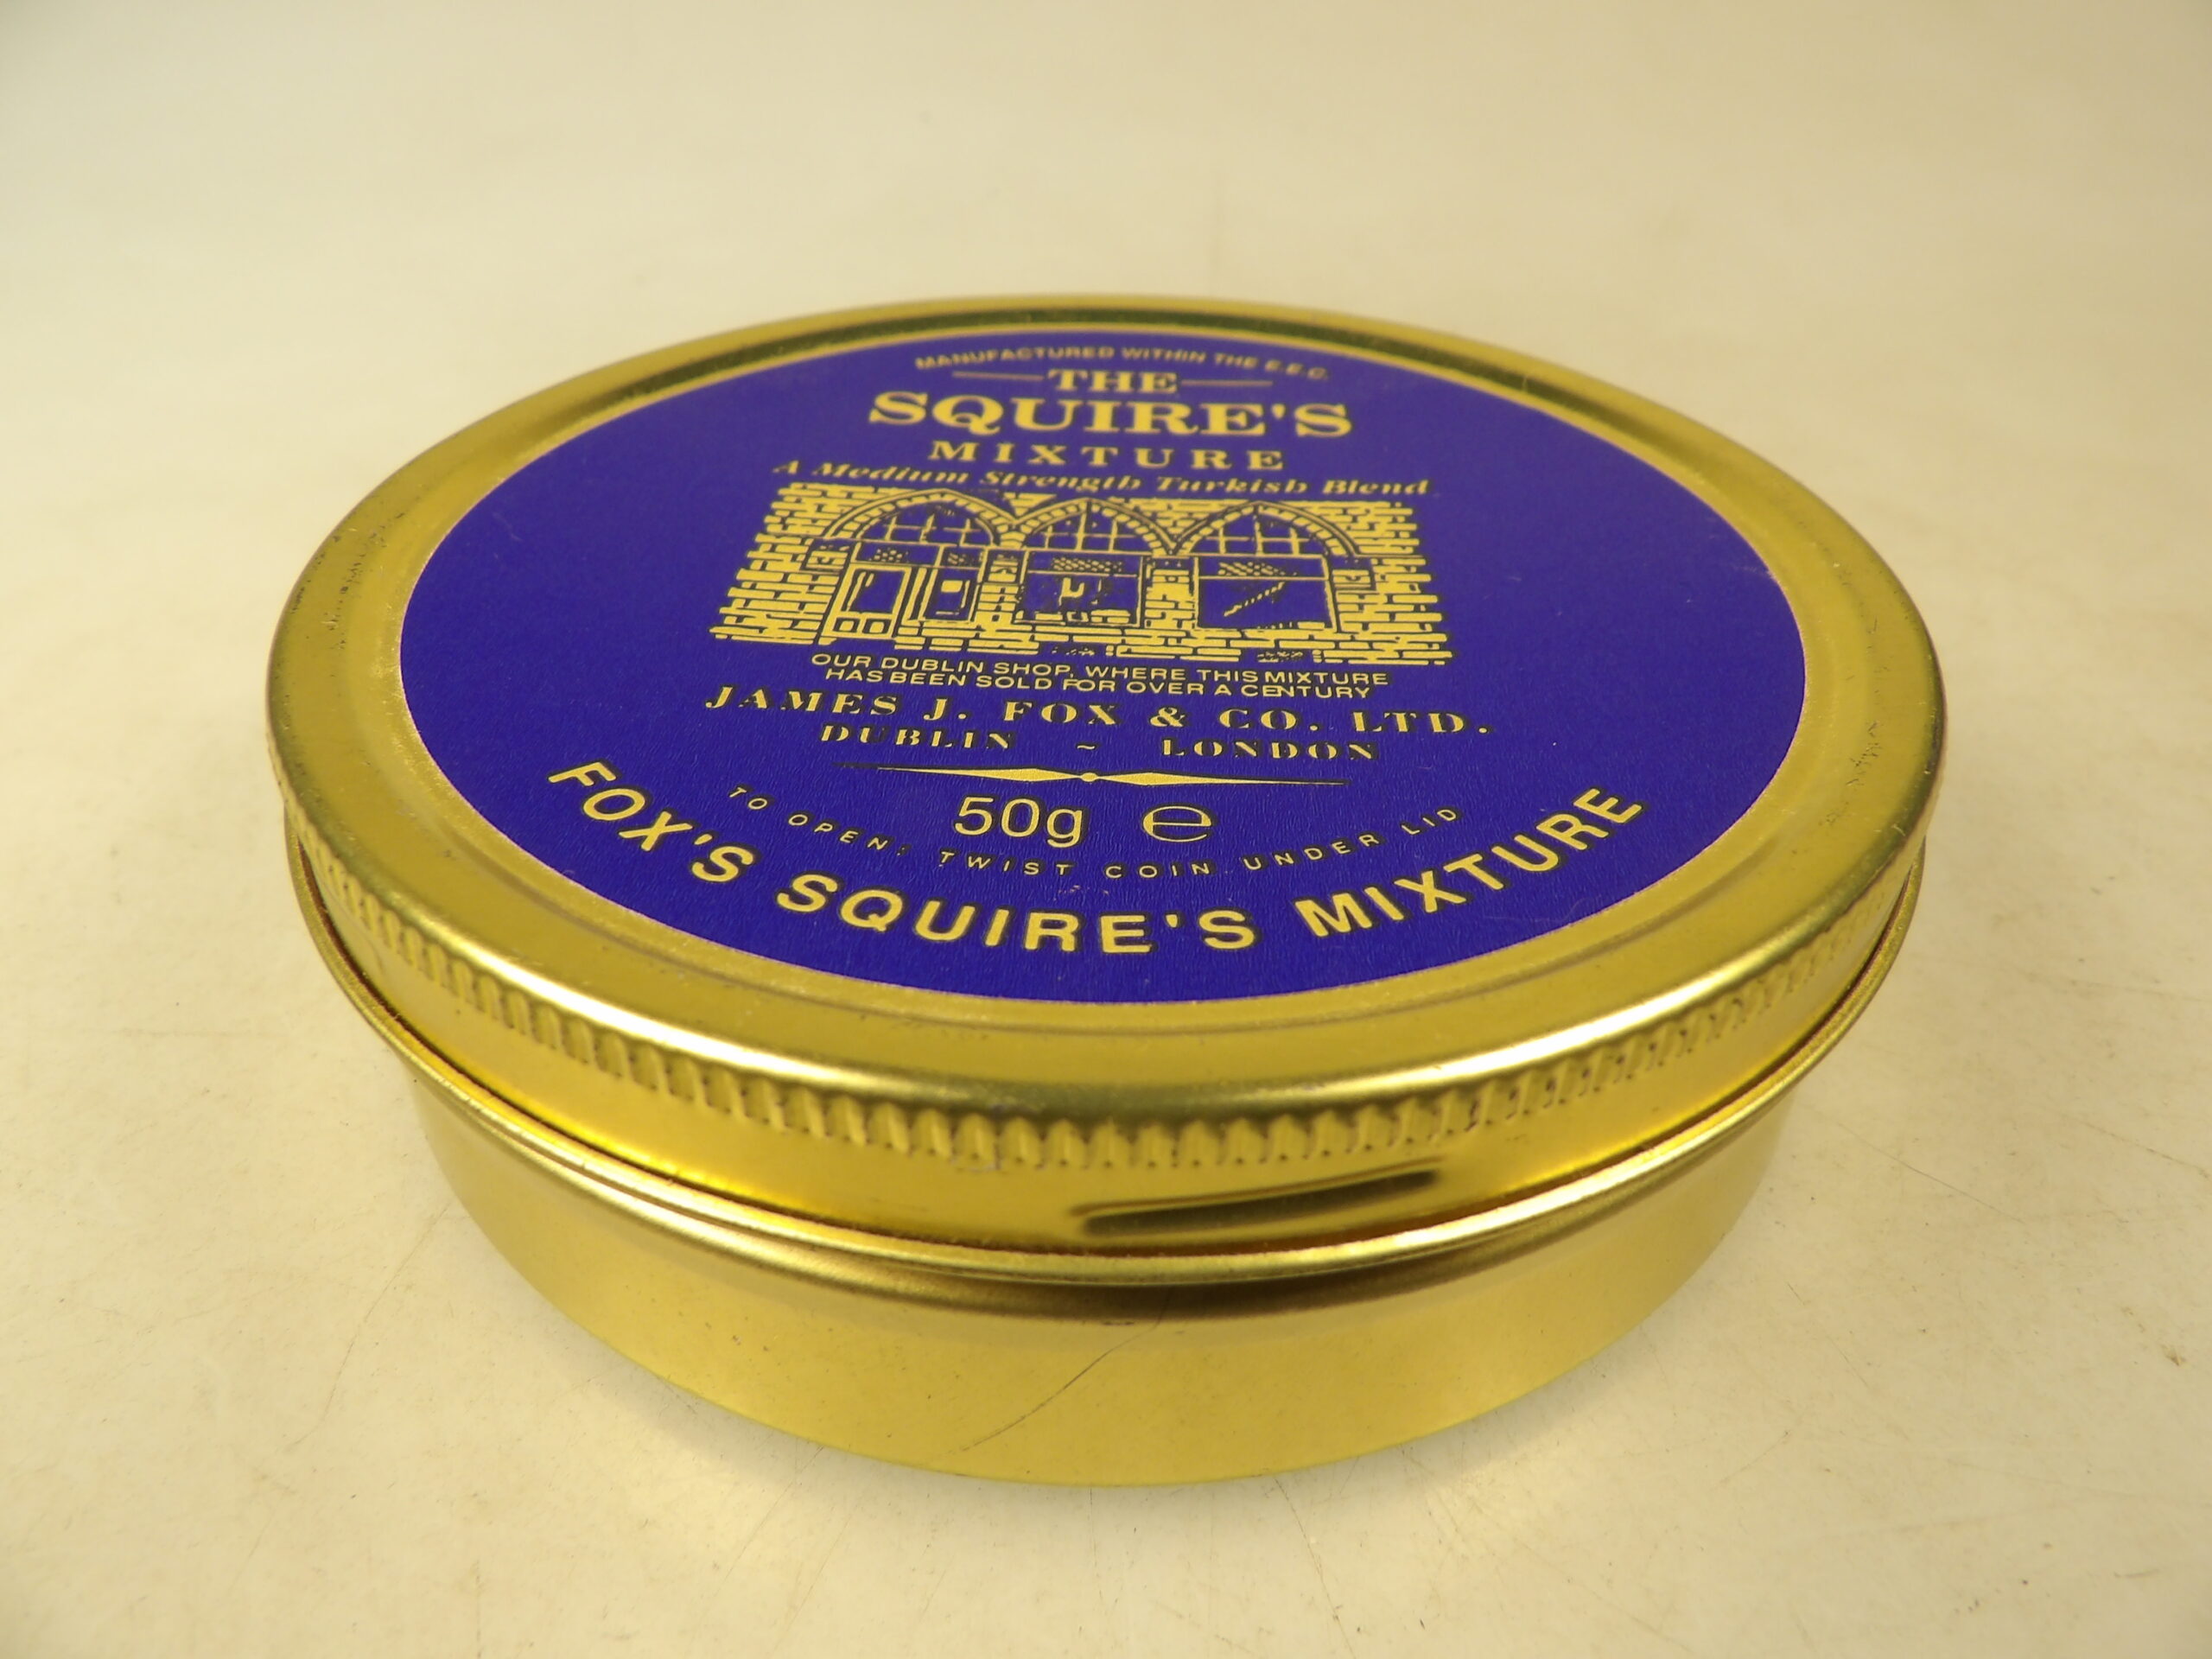 MANUFACTURED WITHIN THE E.E.C.
THE
SQUIRE'S
MIXTURE
A Medium Strength Turkish Blend
OUR DUBLIN SHOP, WHERE THIS MIXTURE
HAS BEEN SOLD FOR OVER A CENTURY
JAMES J. FOX & CO. LTD.
DUBLIN ~ LONDON
50g ℮
TO OPEN: TWIST COIN UNDER LID
FOX'S SQUIRE'S MIXTURE